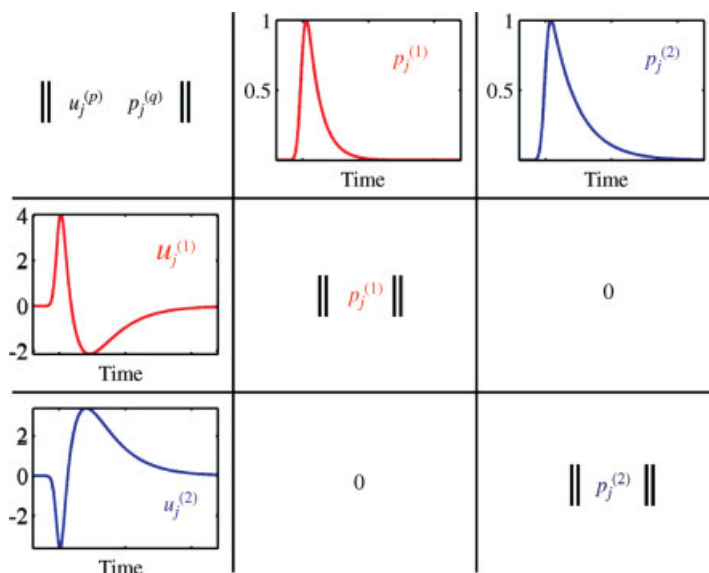 ‖ u_j^(p) p_j^(q) ‖
1
0.5
p_j^(1)
Time
1
0.5
p_j^(2)
Time
4
2
0
-2
u_j^(1)
Time
‖ p_j^(1) ‖
0
2
0
-2
u_j^(2)
Time
0
‖ p_j^(2) ‖